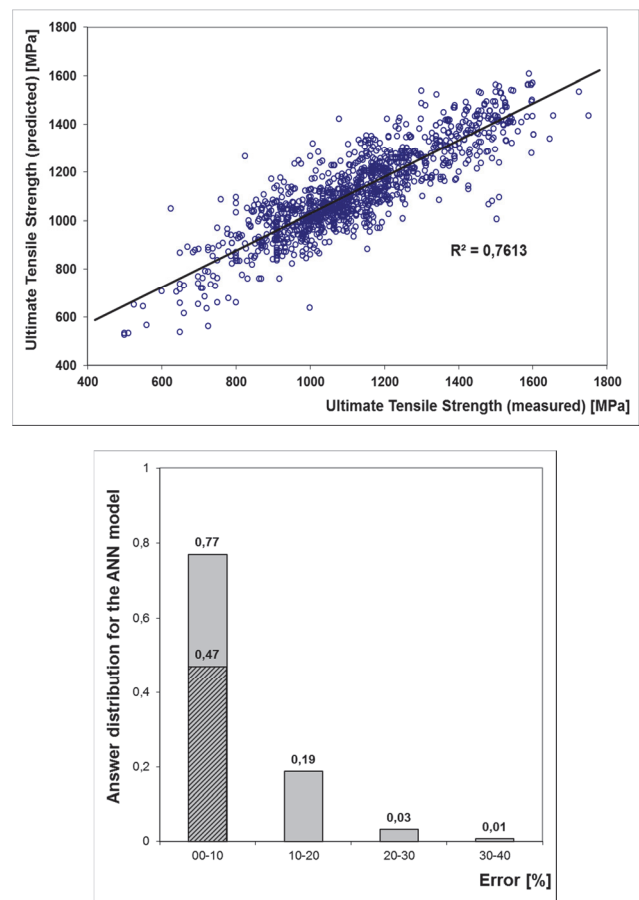 Ultimate Tensile Strength (predicted) [MPa]
1800
1600
1400
1200
1000
800
600
400
R² = 0,7613
400 600 800 1000 1200 1400 1600 1800
Ultimate Tensile Strength (measured) [MPa]
Answer distribution for the ANN model
1
0,8
0,6
0,4
0,2
0
0,77
0,47
0,19
0,03
0,01
00-10 10-20 20-30 30-40
Error [%]